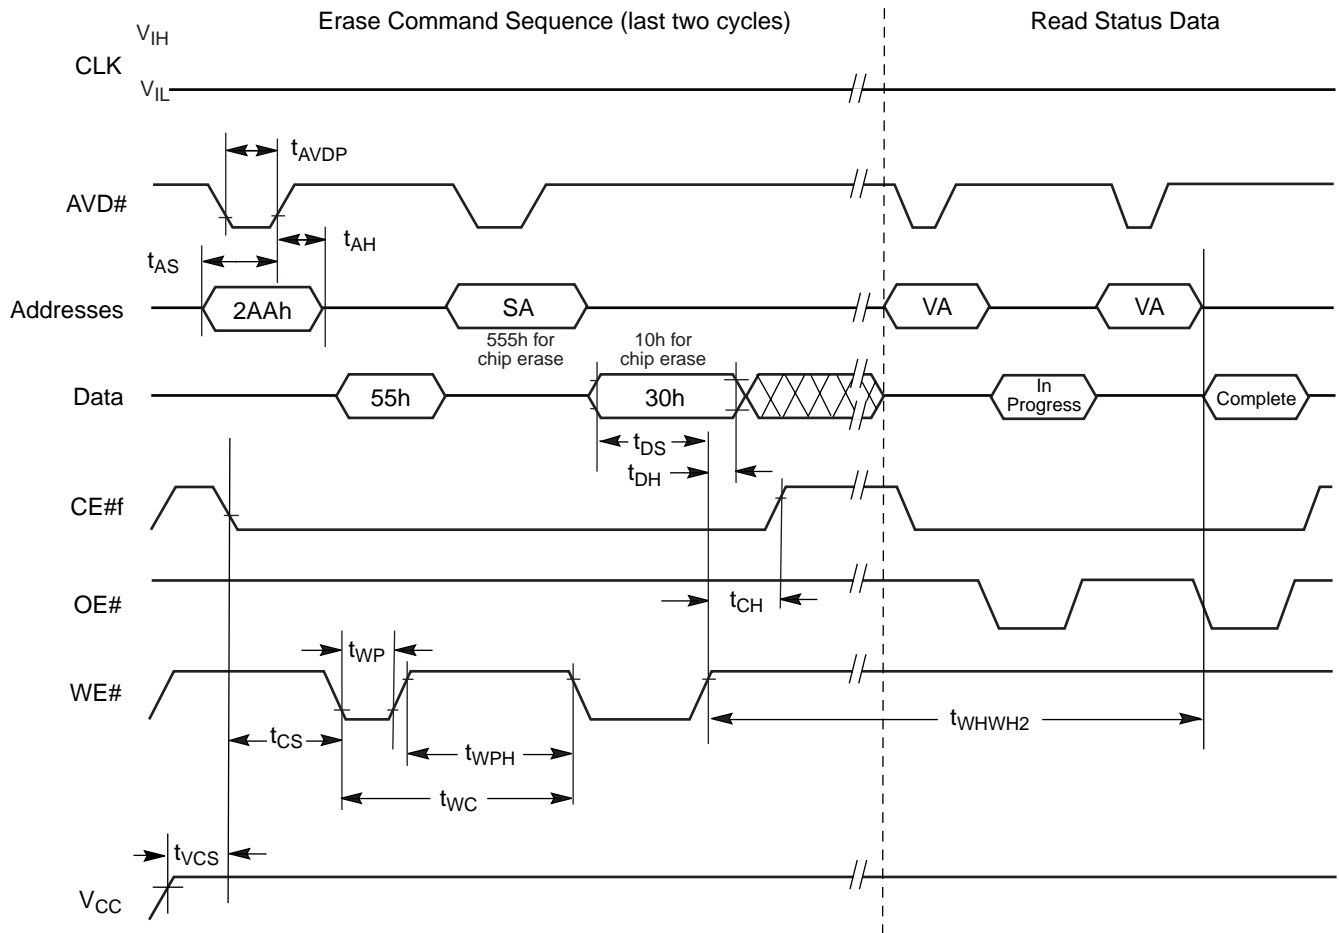 Erase Command Sequence (last two cycles)
Read Status Data
VIH
CLK
VIL
tAVDP
AVD#
tAH
tAS
Addresses
2AAh
SA
VA
VA
555h for
chip erase
10h for
chip erase
Data
55h
30h
In
Progress
Complete
tDS
tDH
CE#f
OE#
tCH
tWP
WE#
tCS
tWPH
tWHWH2
tWC
tVCS
VCC